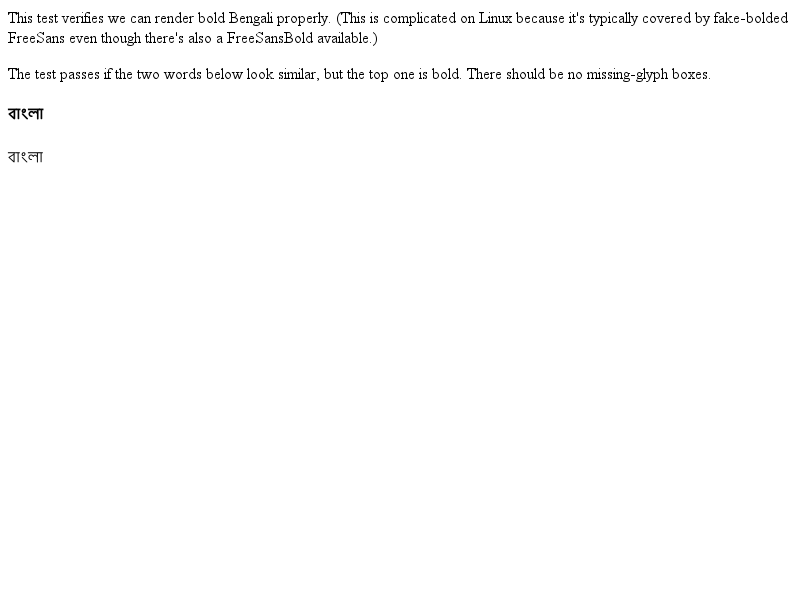 This test verifies we can render bold Bengali properly. (This is complicated on Linux because it's typically covered by fake-bolded
FreeSans even though there's also a FreeSansBold available.)
The test passes if the two words below look similar, but the top one is bold. There should be no missing-glyph boxes.
বাংলা
বাংলা